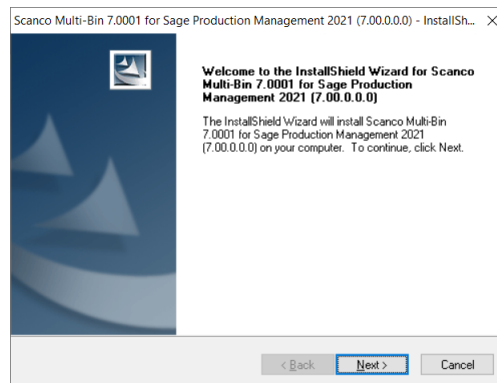 Scanco Multi-Bin 7.0001 for Sage Production Management 2021 (7.00.0.0.0) - InstallSh...
Welcome to the InstallShield Wizard for Scanco
Multi-Bin 7.0001 for Sage Production
Management 2021 (7.00.0.0.0)
The InstallShield Wizard will install Scanco Multi-Bin
7.0001 for Sage Production Management 2021
(7.00.0.0.0) on your computer. To continue, click Next.
< Back
Next >
Cancel